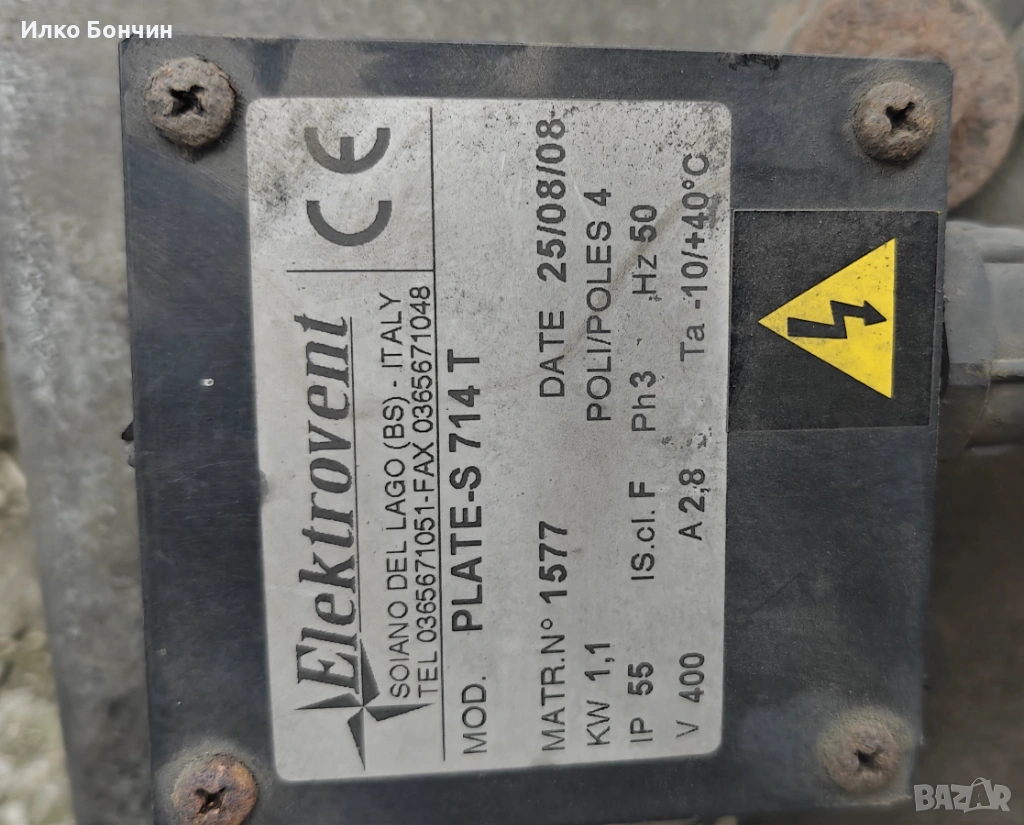 Илко Бончин
Elektrovent
CE
SOIANO DEL LAGO (BS) - ITALY
TEL 0365671051-FAX 0365671048
MOD. PLATE-S 714 T
MATR.N° 1577 DATE 25/08/08
KW 1,1 POLI/POLES 4
IP 55 IS.cl. F Ph3 Hz 50
V 400 A 2,8 Ta -10/+40°C
BAZAR